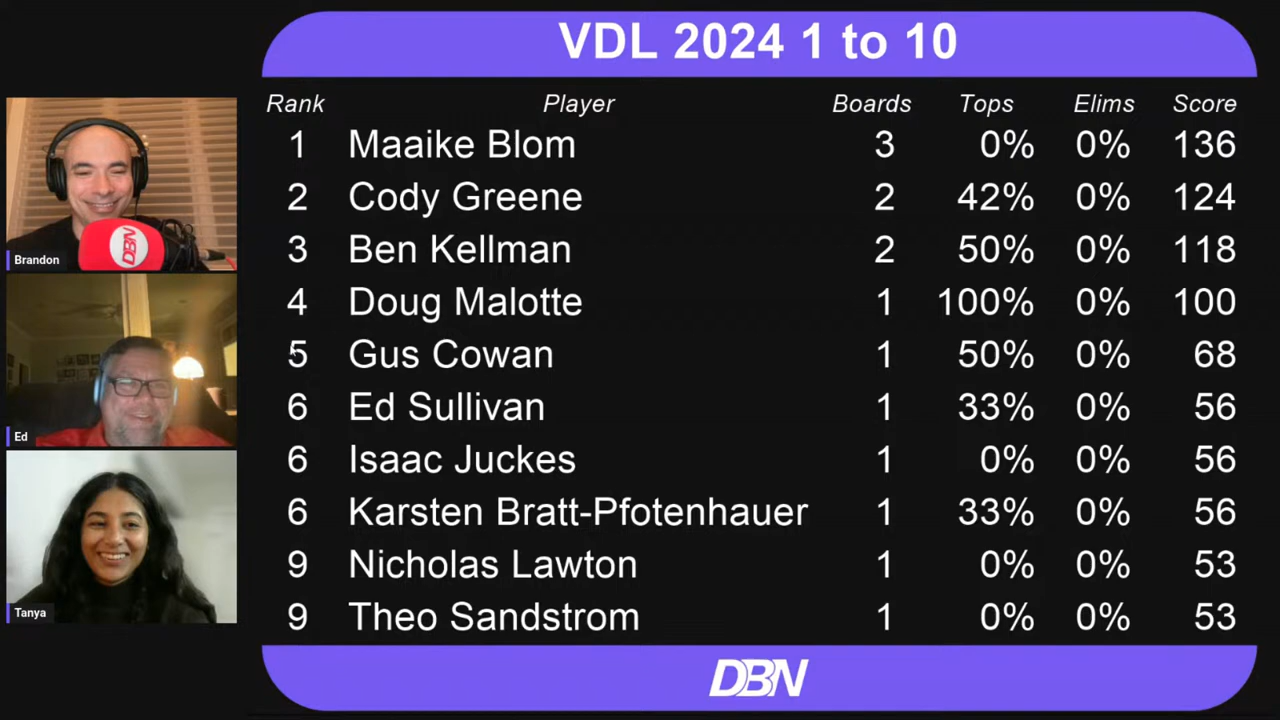 VDL 2024 1 to 10
Rank Player Boards Tops Elims Score
1 Maaike Blom 3 0% 0% 136
2 Cody Greene 2 42% 0% 124
3 Ben Kellman 2 50% 0% 118
4 Doug Malotte 1 100% 0% 100
5 Gus Cowan 1 50% 0% 68
6 Ed Sullivan 1 33% 0% 56
6 Isaac Juckes 1 0% 0% 56
6 Karsten Bratt-Pfotenhauer 1 33% 0% 56
9 Nicholas Lawton 1 0% 0% 53
9 Theo Sandstrom 1 0% 0% 53
DBN
DBN
Brandon
Ed
Tanya